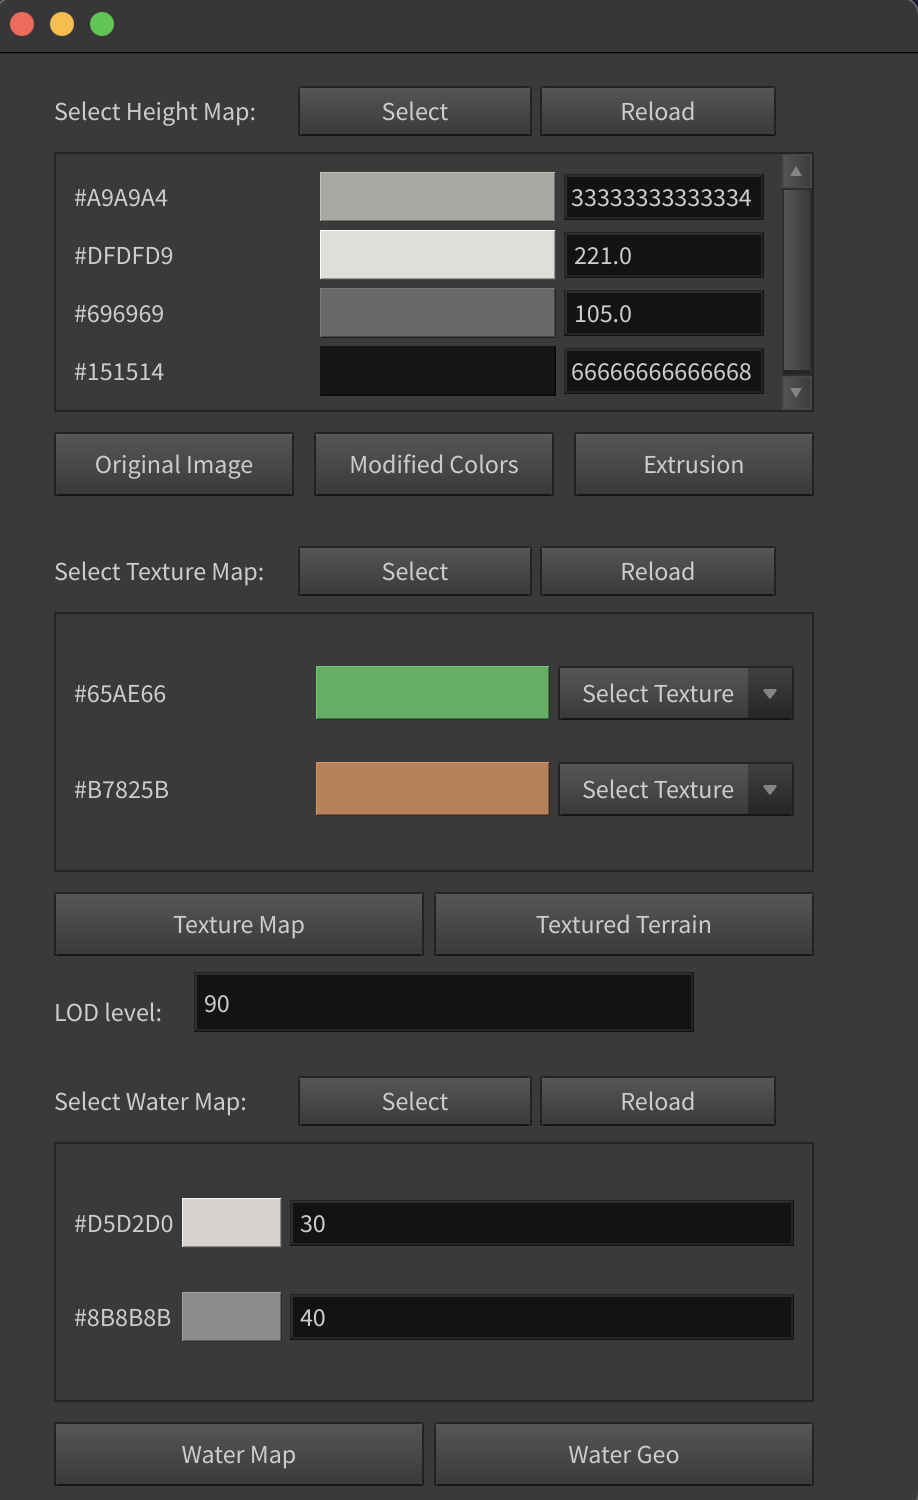 Select Height Map: Select Reload
#A9A9A4 33333333333334
#DFDFD9 221.0
#696969 105.0
#151514 66666666666668
Original Image Modified Colors Extrusion
Select Texture Map: Select Reload
#65AE66 Select Texture
#B7825B Select Texture
Texture Map Textured Terrain
LOD level: 90
Select Water Map: Select Reload
#D5D2D0 30
#8B8B8B 40
Water Map Water Geo